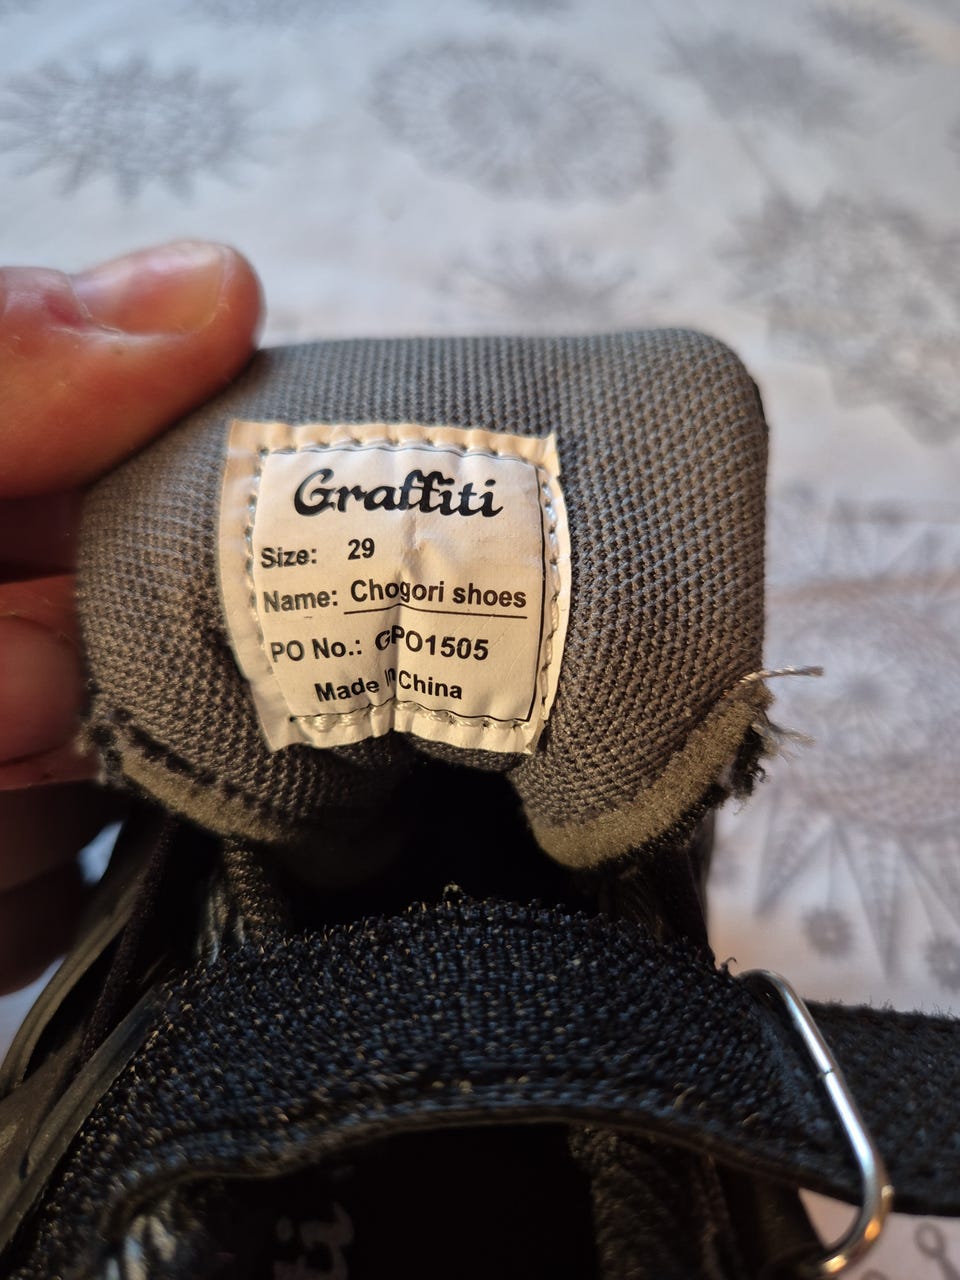 Graffiti
Size: 29
Name: Chogori shoes
PO No.: GPO1505
Made in China